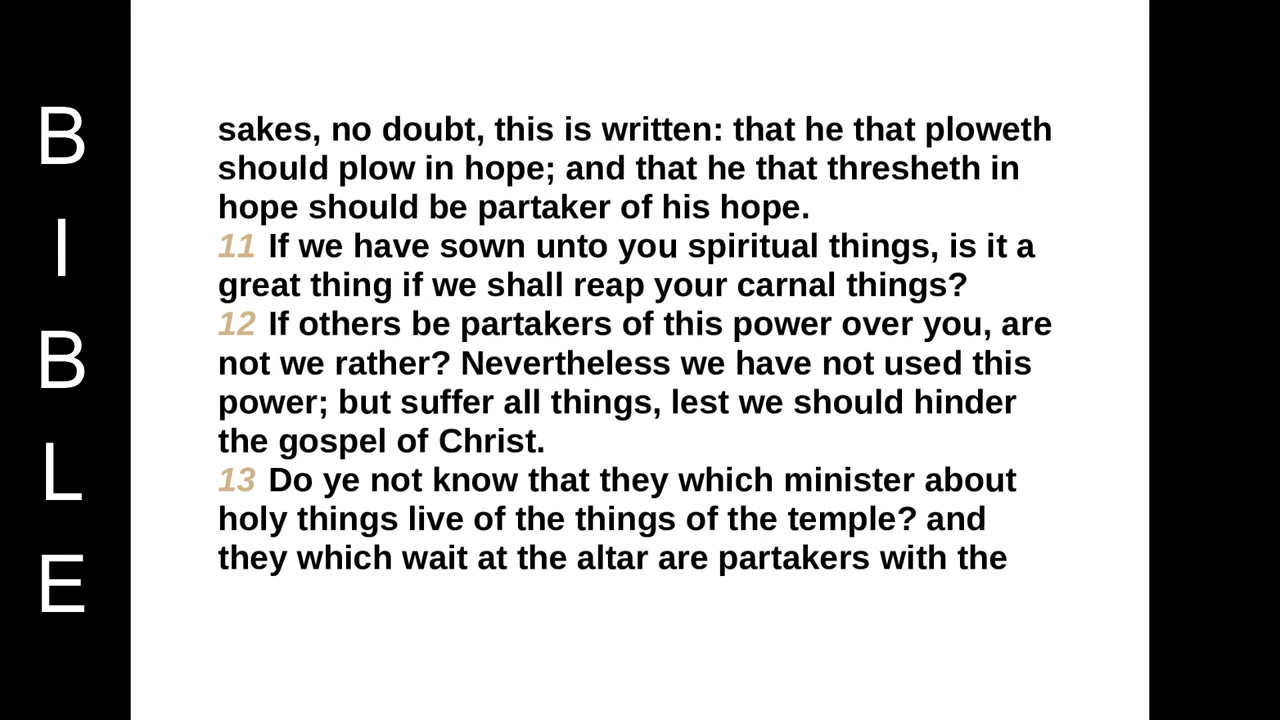 B
I
B
L
E
sakes, no doubt, this is written: that he that ploweth
should plow in hope; and that he that thresheth in
hope should be partaker of his hope.
11 If we have sown unto you spiritual things, is it a
great thing if we shall reap your carnal things?
12 If others be partakers of this power over you, are
not we rather? Nevertheless we have not used this
power; but suffer all things, lest we should hinder
the gospel of Christ.
13 Do ye not know that they which minister about
holy things live of the things of the temple? and
they which wait at the altar are partakers with the